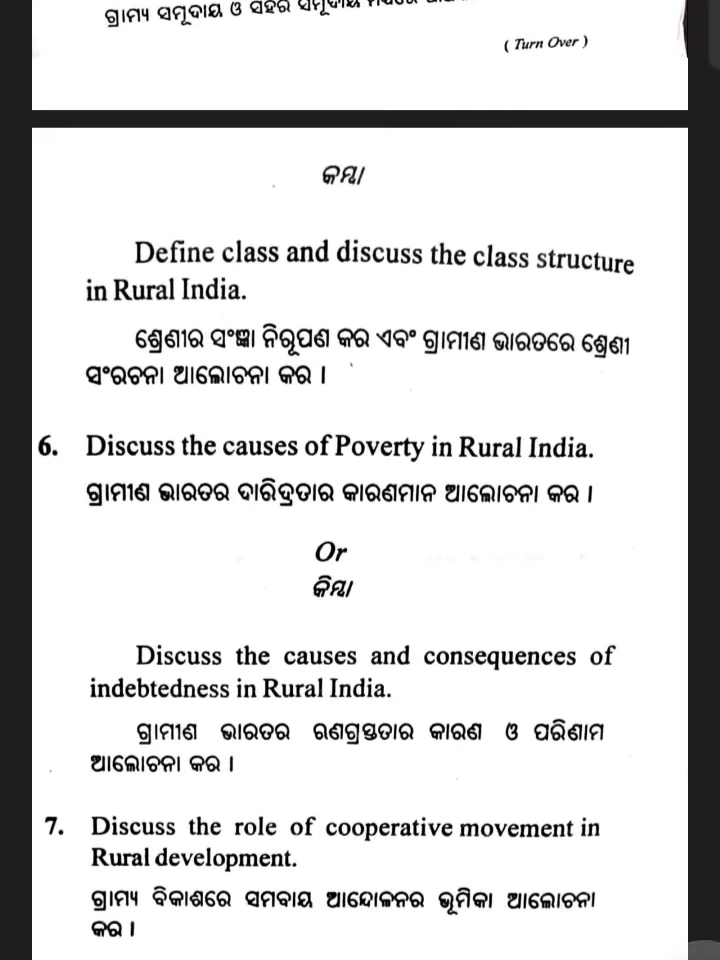 ଗ୍ରାମ୍ୟ ସମୂଦାୟ ଓ ସହର ସମୂଦାୟ
( Turn Over )
କିମ୍ବା
Define class and discuss the class structure
in Rural India.
ଶ୍ରେଣୀର ସଂଜ୍ଞା ନିରୂପଣ କର ଏବଂ ଗ୍ରାମୀଣ ଭାରତରେ ଶ୍ରେଣୀ
ସଂରଚନା ଆଲୋଚନା କର ।
6. Discuss the causes of Poverty in Rural India.
ଗ୍ରାମୀଣ ଭାରତର ଦାରିଦ୍ରତାର କାରଣମାନ ଆଲୋଚନା କର ।
Or
କିମ୍ବା
Discuss the causes and consequences of
indebtedness in Rural India.
ଗ୍ରାମୀଣ ଭାରତର ଋଣଗ୍ରସ୍ତତାର କାରଣ ଓ ପରିଣାମ
ଆଲୋଚନା କର ।
7. Discuss the role of cooperative movement in
Rural development.
ଗ୍ରାମ୍ୟ ବିକାଶରେ ସମବାୟ ଆନ୍ଦୋଳନର ଭୂମିକା ଆଲୋଚନା
କର ।